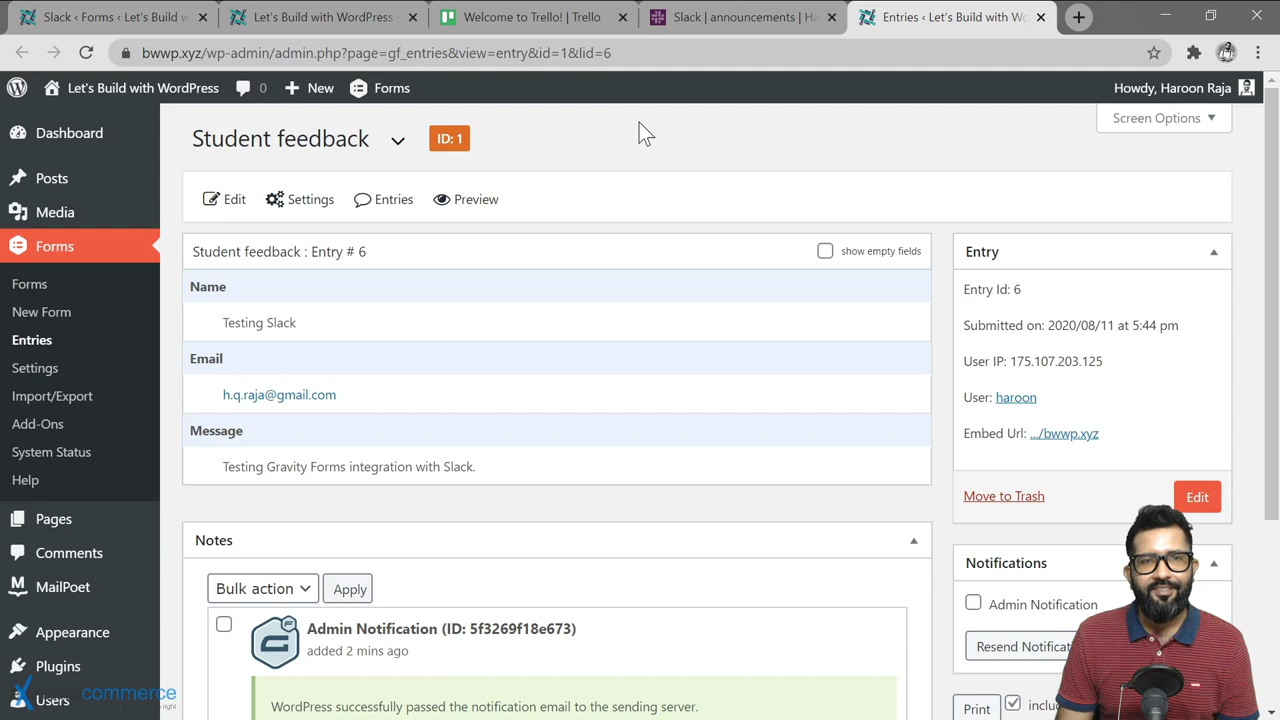 Slack ‹ Forms ‹ Let's Build w
Let's Build with WordPress
Welcome to Trello! | Trello
Slack | announcements | Ha
Entries ‹ Let's Build with Wo
bwwp.xyz/wp-admin/admin.php?page=gf_entries&view=entry&id=1&lid=6
Let's Build with WordPress
0
New
Forms
Howdy, Haroon Raja
Dashboard
Posts
Media
Forms
Forms
New Form
Entries
Settings
Import/Export
Add-Ons
System Status
Help
Pages
Comments
MailPoet
Appearance
Plugins
Users
Screen Options
Student feedback
ID: 1
Edit
Settings
Entries
Preview
Student feedback : Entry # 6
show empty fields
Name
Testing Slack
Email
h.q.raja@gmail.com
Message
Testing Gravity Forms integration with Slack.
Notes
Bulk action
Apply
Admin Notification (ID: 5f3269f18e673)
added 2 mins ago
WordPress successfully passed the notification email to the sending server.
Entry
Entry Id: 6
Submitted on: 2020/08/11 at 5:44 pm
User IP: 175.107.203.125
User: haroon
Embed Url: .../bwwp.xyz
Move to Trash
Edit
Notifications
Admin Notification
Resend Notificat
Print
inclu
commerce
right